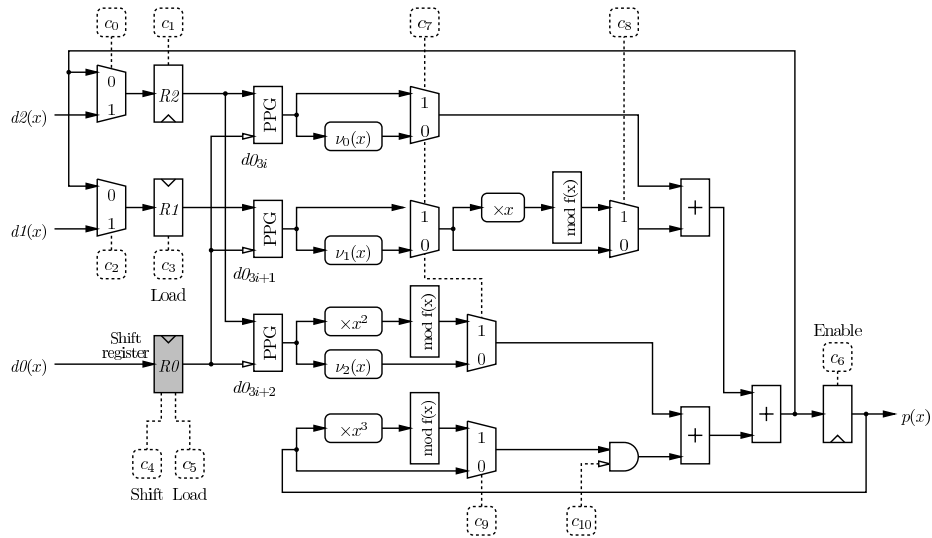 c₀
c₁
c₇
c₈
0
1
d2(x)
R2
PPG
d0₃ᵢ
ν₀(x)
1
0
0
1
d1(x)
R1
PPG
d0₃ᵢ₊₁
ν₁(x)
1
0
×x
mod f(x)
1
0
+
c₂
c₃
Load
Shift
register
d0(x)
R0
PPG
d0₃ᵢ₊₂
×x²
mod f(x)
ν₂(x)
1
0
Enable
c₆
+
p(x)
×x³
mod f(x)
1
0
+
c₄
c₅
Shift
Load
c₉
c₁₀